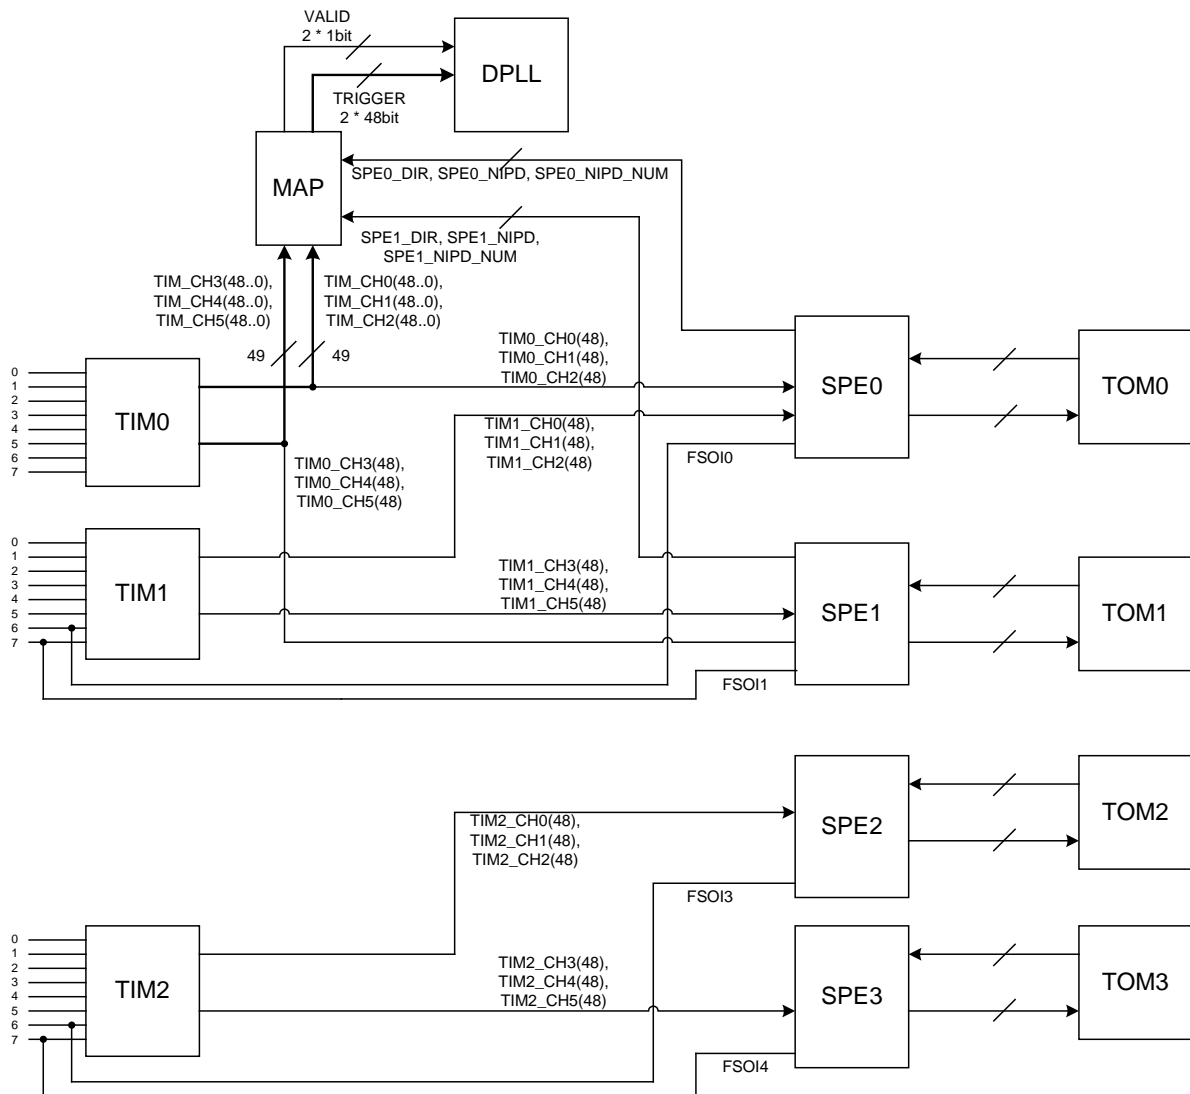 VALID
2 * 1bit
DPLL
TRIGGER
2 * 48bit
MAP
SPE0_DIR, SPE0_NIPD, SPE0_NIPD_NUM
SPE1_DIR, SPE1_NIPD,
SPE1_NIPD_NUM
TIM_CH3(48..0),
TIM_CH4(48..0),
TIM_CH5(48..0)
TIM_CH0(48..0),
TIM_CH1(48..0),
TIM_CH2(48..0)
49
49
TIM0_CH0(48),
TIM0_CH1(48),
TIM0_CH2(48)
0
1
2
3
4
5
6
7
TIM0
SPE0
TOM0
TIM1_CH0(48),
TIM1_CH1(48),
TIM1_CH2(48)
FSOI0
TIM0_CH3(48),
TIM0_CH4(48),
TIM0_CH5(48)
0
1
2
3
4
5
6
7
TIM1
TIM1_CH3(48),
TIM1_CH4(48),
TIM1_CH5(48)
SPE1
TOM1
FSOI1
SPE2
TOM2
TIM2_CH0(48),
TIM2_CH1(48),
TIM2_CH2(48)
FSOI3
0
1
2
3
4
5
6
7
TIM2
TIM2_CH3(48),
TIM2_CH4(48),
TIM2_CH5(48)
SPE3
TOM3
FSOI4